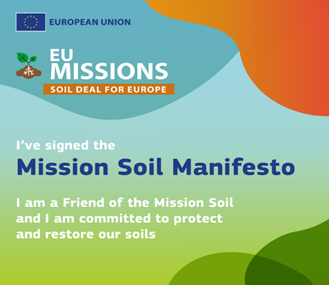 EUROPEAN UNION
EU
MISSIONS
SOIL DEAL FOR EUROPE
I've signed the
Mission Soil Manifesto
I am a Friend of the Mission Soil
and I am committed to protect
and restore our soils